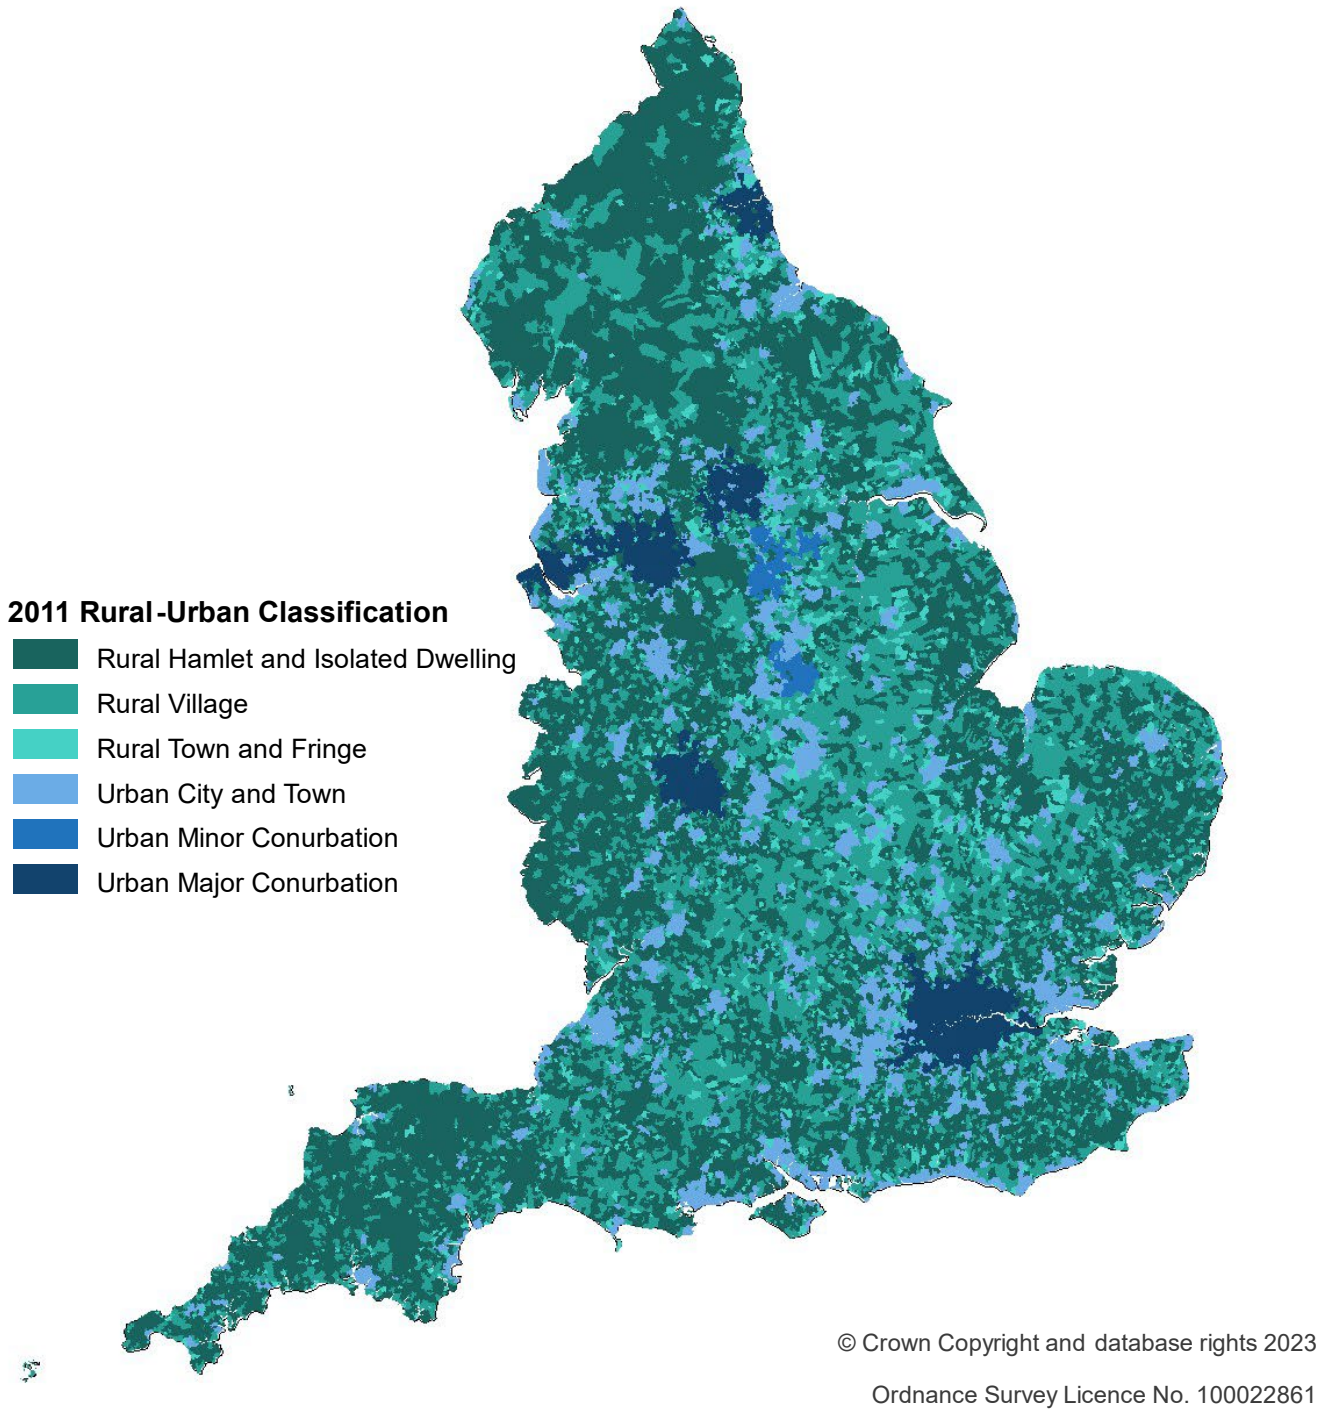 2011 Rural-Urban Classification
Rural Hamlet and Isolated Dwelling
Rural Village
Rural Town and Fringe
Urban City and Town
Urban Minor Conurbation
Urban Major Conurbation
© Crown Copyright and database rights 2023
Ordnance Survey Licence No. 100022861